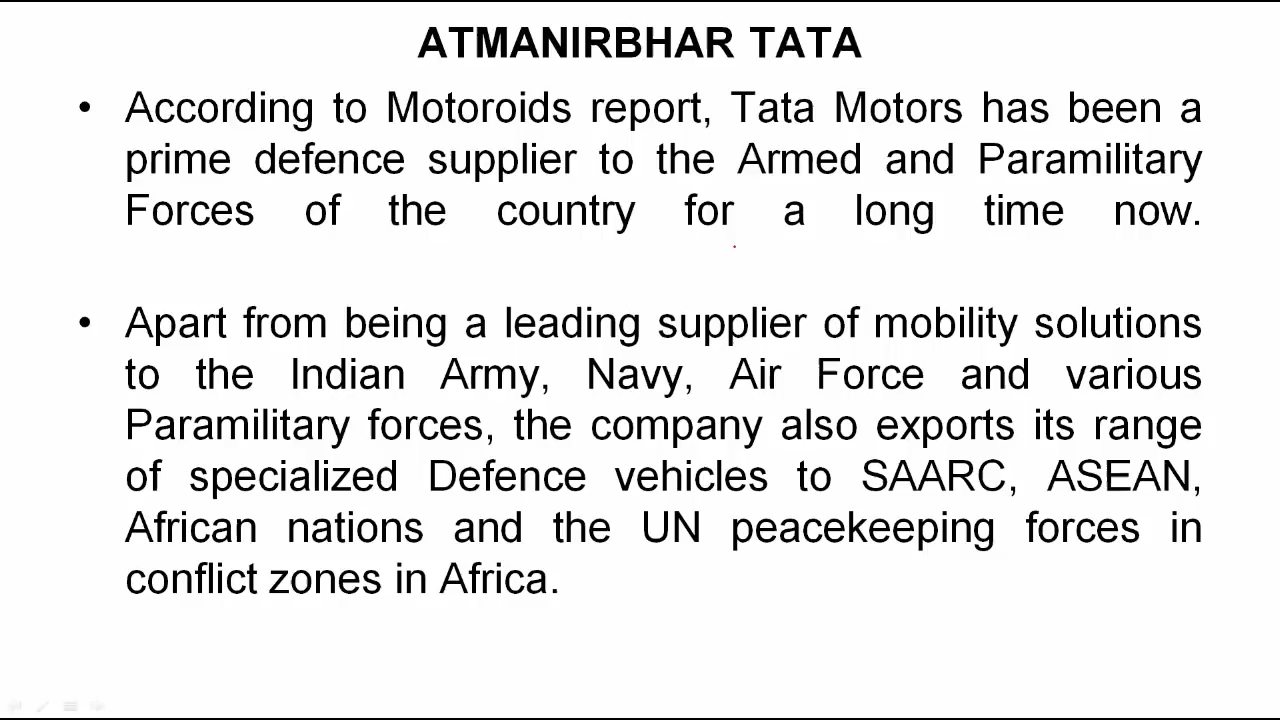 ATMANIRBHAR TATA
• According to Motoroids report, Tata Motors has been a
prime defence supplier to the Armed and Paramilitary
Forces of the country for a long time now.
• Apart from being a leading supplier of mobility solutions
to the Indian Army, Navy, Air Force and various
Paramilitary forces, the company also exports its range
of specialized Defence vehicles to SAARC, ASEAN,
African nations and the UN peacekeeping forces in
conflict zones in Africa.